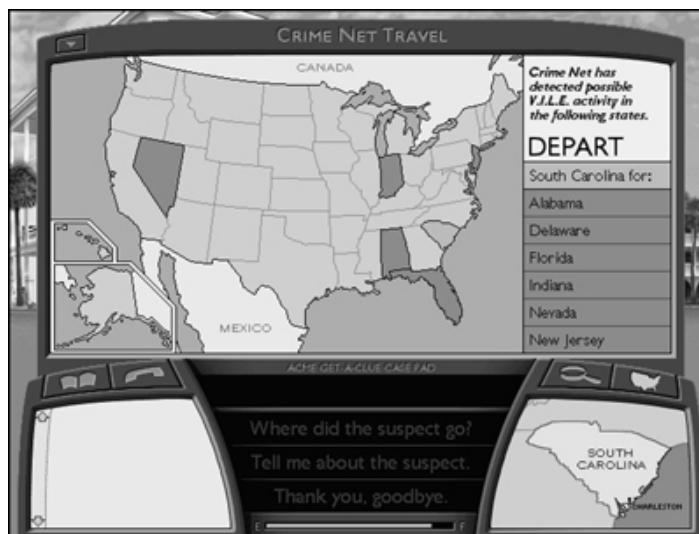 CRIME NET TRAVEL
CANADA
MEXICO
Crime Net has
detected possible
V.I.L.E. activity in
the following states.
DEPART
South Carolina for:
Alabama
Delaware
Florida
Indiana
Nevada
New Jersey
ACME GET-A-CLUE CASE PAD
Where did the suspect go?
Tell me about the suspect.
Thank you, goodbye.
E F
SOUTH
CAROLINA
CHARLESTON